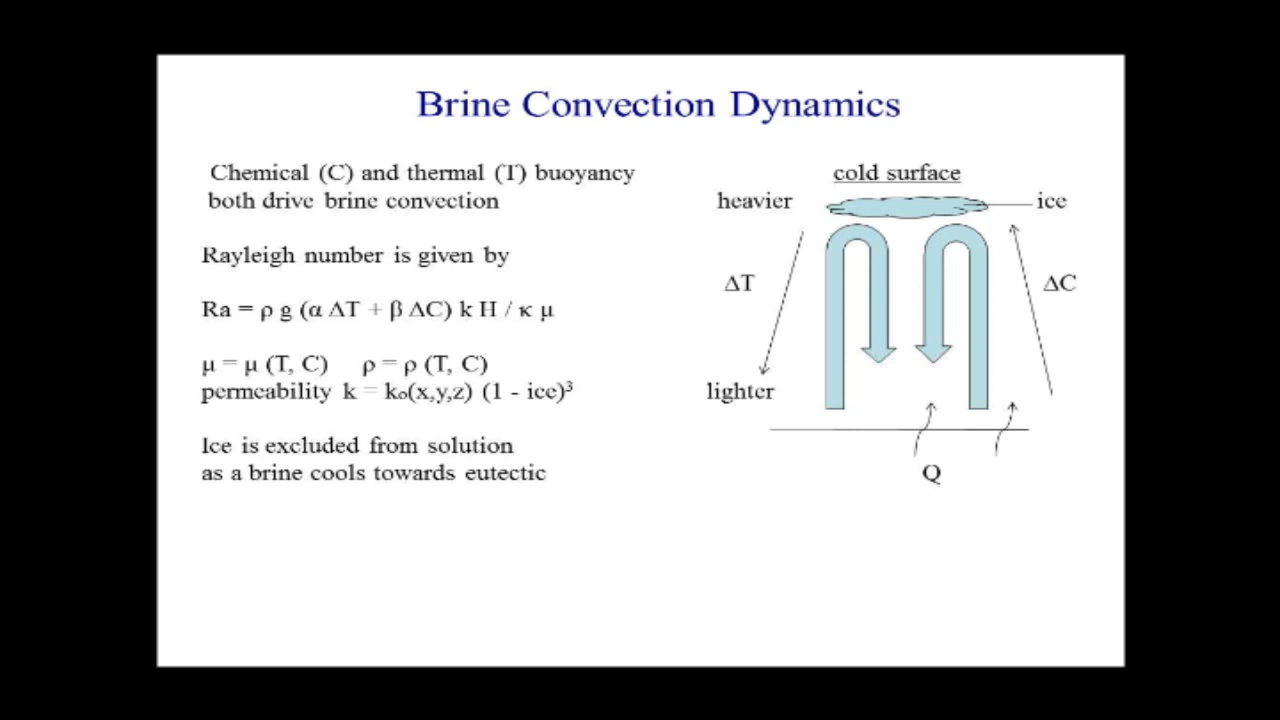 Brine Convection Dynamics
Chemical (C) and thermal (T) buoyancy
both drive brine convection
Rayleigh number is given by
Ra = ρ g (α ΔT + β ΔC) k H / κ μ
μ = μ (T, C) ρ = ρ (T, C)
permeability k = kₒ(x,y,z) (1 - ice)³
Ice is excluded from solution
as a brine cools towards eutectic
cold surface
heavier
ice
ΔT
ΔC
lighter
Q